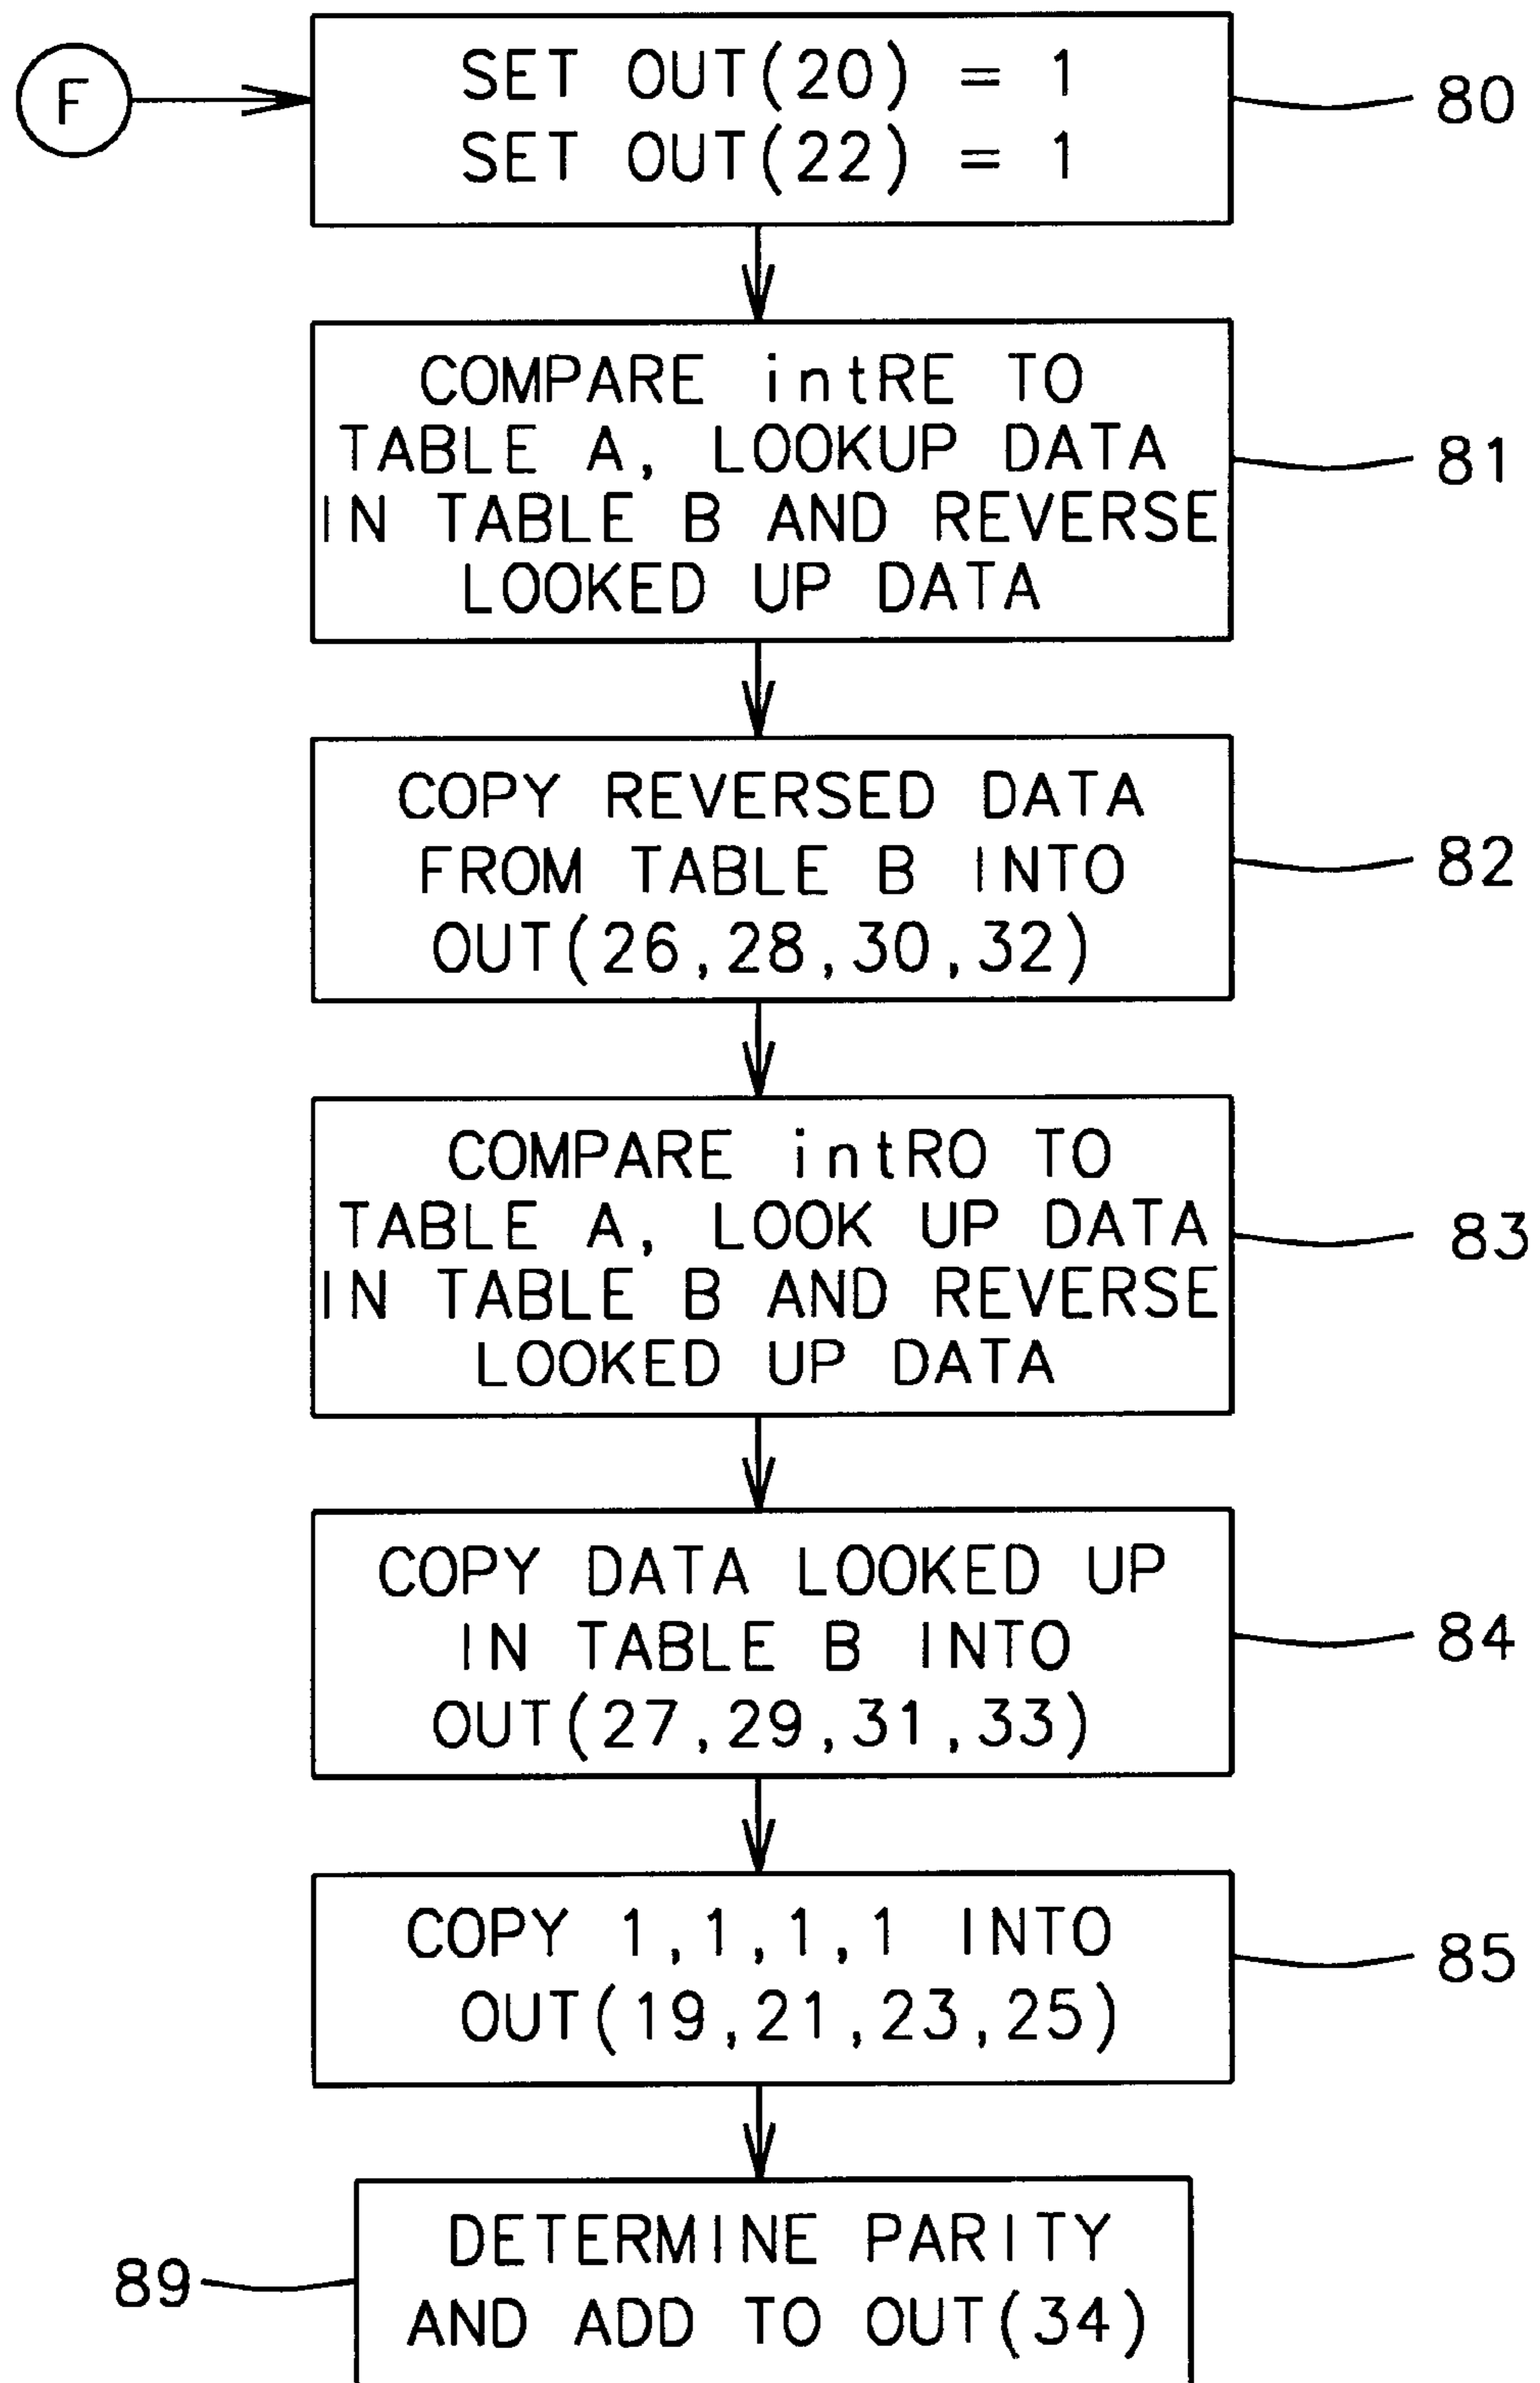 F
SET OUT(20) = 1
SET OUT(22) = 1
80
COMPARE intRE TO
TABLE A, LOOKUP DATA
IN TABLE B AND REVERSE
LOOKED UP DATA
81
COPY REVERSED DATA
FROM TABLE B INTO
OUT(26,28,30,32)
82
COMPARE intRO TO
TABLE A, LOOK UP DATA
IN TABLE B AND REVERSE
LOOKED UP DATA
83
COPY DATA LOOKED UP
IN TABLE B INTO
OUT(27,29,31,33)
84
COPY 1,1,1,1 INTO
OUT(19,21,23,25)
85
89
DETERMINE PARITY
AND ADD TO OUT(34)